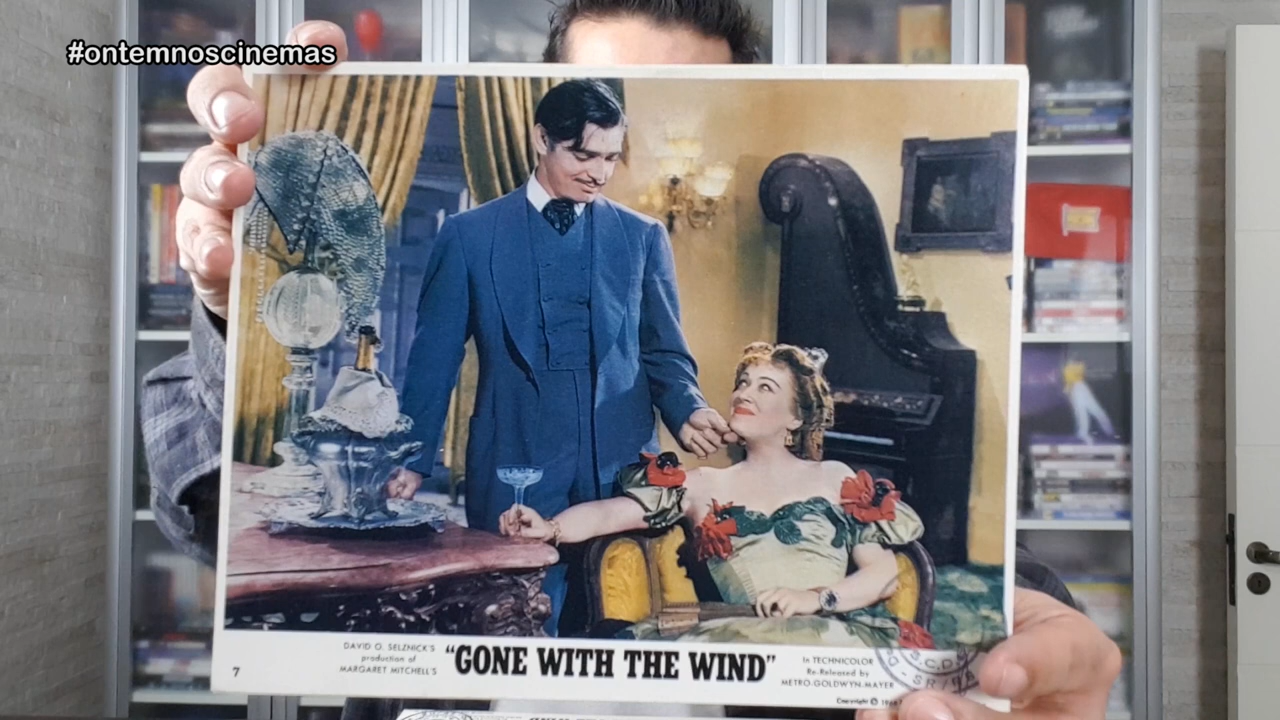 #ontemnoscinemas
7
DAVID O. SELZNICK'S
production of
MARGARET MITCHELL'S
"GONE WITH THE WIND"
In TECHNICOLOR
Re-Released by
METRO-GOLDWYN-MAYER
Copyright ©